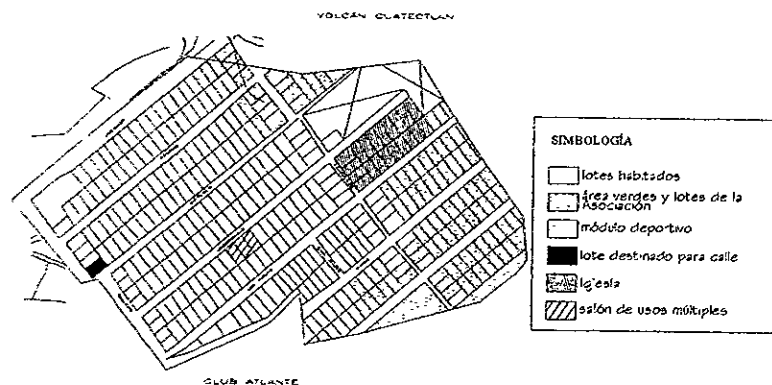 VOLCÁN CUATECTLAN
SIMBOLOGÍA
lotes habitados
área verdes y lotes de la
Asociación
módulo deportivo
lote destinado para calle
Iglesia
salón de usos múltiples
CLUB ATLANTE